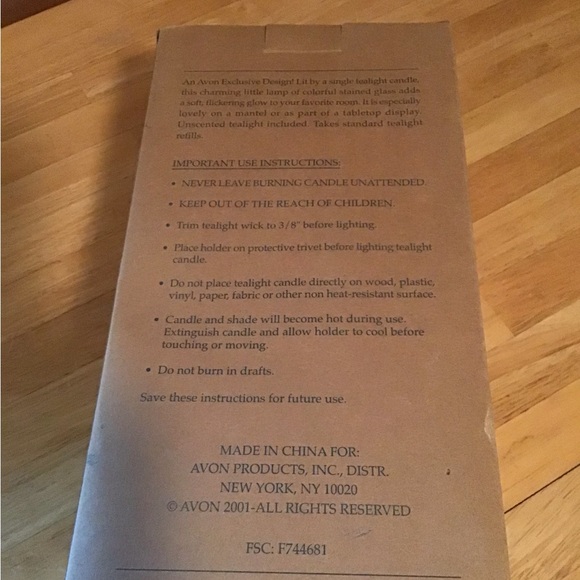 An Avon Exclusive Design! Lit by a single tealight candle,
this charming little lamp of colorful stained glass adds
a soft, flickering glow to your favorite room. It is especially
lovely on a mantel or as part of a tabletop display.
Unscented tealight included. Takes standard tealight
refills.
IMPORTANT USE INSTRUCTIONS:
• NEVER LEAVE BURNING CANDLE UNATTENDED.
• KEEP OUT OF THE REACH OF CHILDREN.
• Trim tealight wick to 3/8" before lighting.
• Place holder on protective trivet before lighting tealight
candle.
• Do not place tealight candle directly on wood, plastic,
vinyl, paper, fabric or other non heat-resistant surface.
• Candle and shade will become hot during use.
Extinguish candle and allow holder to cool before
touching or moving.
• Do not burn in drafts.
Save these instructions for future use.
MADE IN CHINA FOR:
AVON PRODUCTS, INC., DISTR.
NEW YORK, NY 10020
© AVON 2001-ALL RIGHTS RESERVED
FSC: F744681